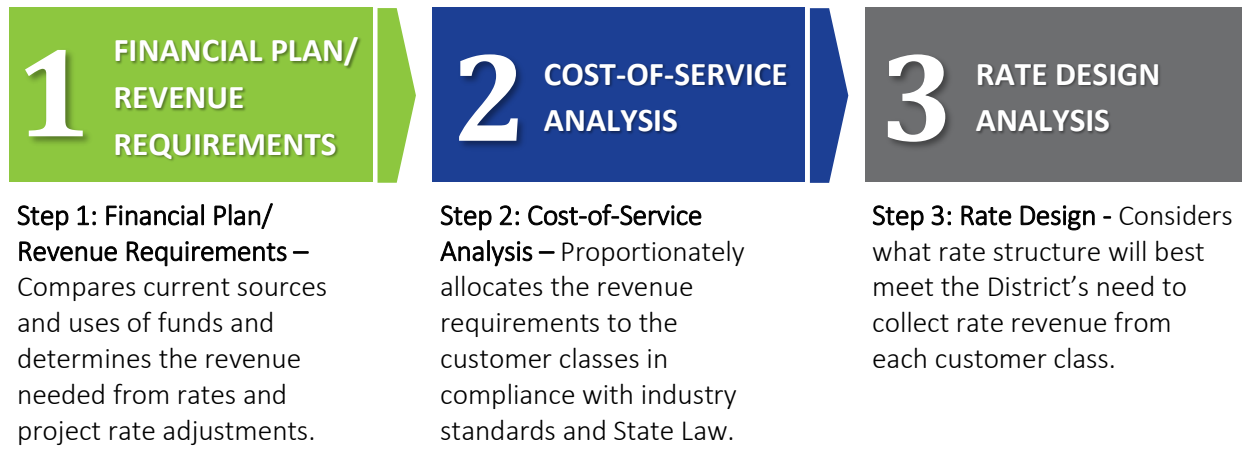 1
FINANCIAL PLAN/
REVENUE
REQUIREMENTS
2
COST-OF-SERVICE
ANALYSIS
3
RATE DESIGN
ANALYSIS
Step 1: Financial Plan/
Revenue Requirements –
Compares current sources
and uses of funds and
determines the revenue
needed from rates and
project rate adjustments.
Step 2: Cost-of-Service
Analysis – Proportionately
allocates the revenue
requirements to the
customer classes in
compliance with industry
standards and State Law.
Step 3: Rate Design - Considers
what rate structure will best
meet the District’s need to
collect rate revenue from
each customer class.